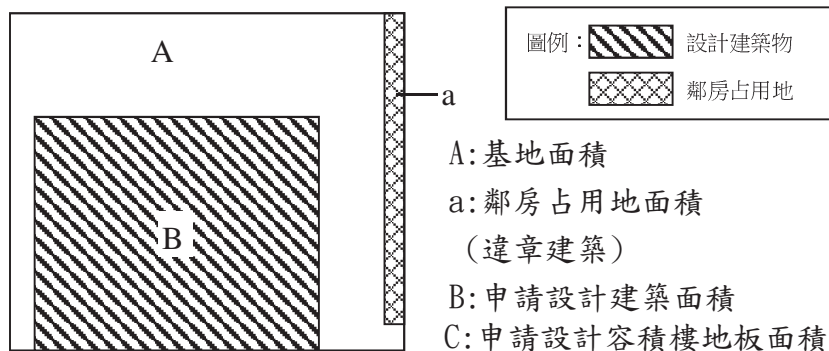 A
a
B
圖例：設計建築物
鄰房占用地
A:基地面積
a:鄰房占用地面積
(違章建築)
B:申請設計建築面積
C:申請設計容積樓地板面積